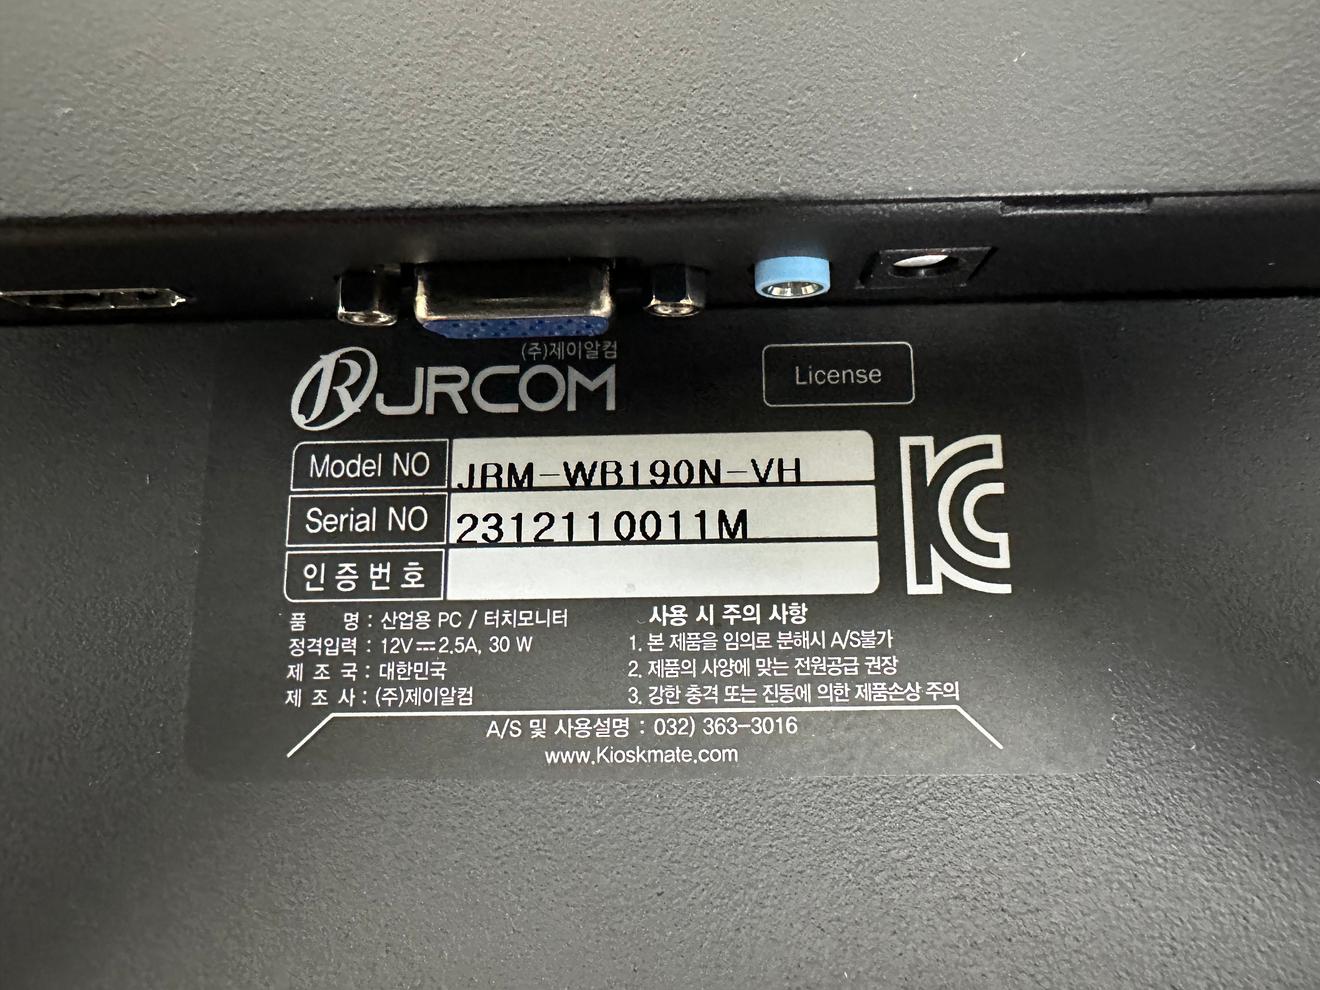 (주)제이알컴
JRCOM
License
Model NO JRM-WB190N-VH
Serial NO 2312110011M
인증번호
품 명 : 산업용 PC / 터치모니터
정격입력 : 12V⎓2.5A, 30 W
제 조 국 : 대한민국
제 조 사 : (주)제이알컴
사용 시 주의 사항
1. 본 제품을 임의로 분해시 A/S불가
2. 제품의 사양에 맞는 전원공급 권장
3. 강한 충격 또는 진동에 의한 제품손상 주의
A/S 및 사용설명 : 032) 363-3016
www.Kioskmate.com